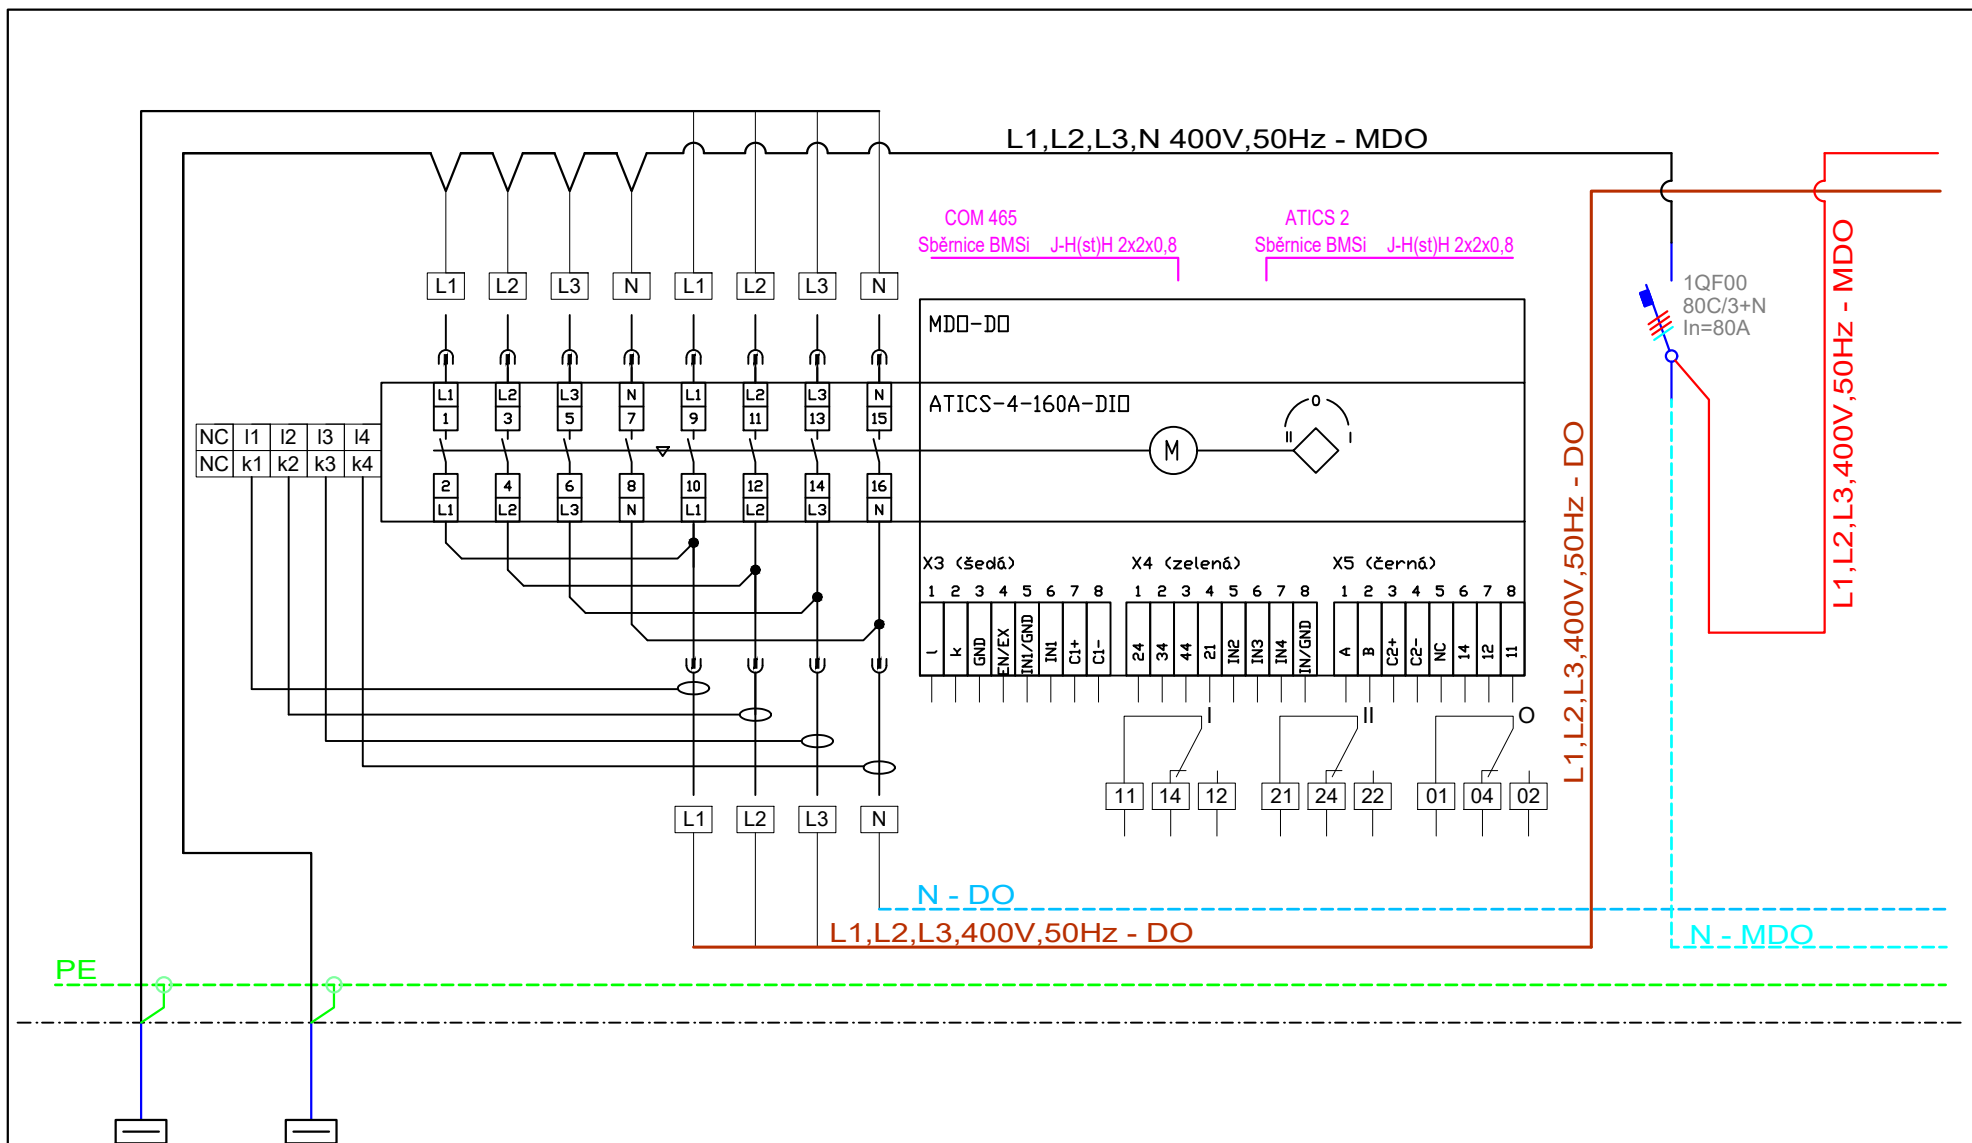 L1,L2,L3,N 400V,50Hz - MDO
COM 465
Sběrnice BMSi J-H(st)H 2x2x0,8
ATICS 2
Sběrnice BMSi J-H(st)H 2x2x0,8
L1 L2 L3 N L1 L2 L3 N
1QF00
80C/3+N
In=80A
L1,L2,L3,400V,50Hz - MDO
MDO-DO
ATICS-4-160A-DIO
L1 L2 L3 N L1 L2 L3 N
1 3 5 7 9 11 13 15
0
II I
M
NC l1 l2 l3 l4
NC k1 k2 k3 k4
2 4 6 8 10 12 14 16
L1 L2 L3 N L1 L2 L3 N
L1,L2,L3,400V,50Hz - DO
X3 (šedá)
1 2 3 4 5 6 7 8
l k GND EN/EX IN1/GND IN1 C1+ C1-
X4 (zelená)
1 2 3 4 5 6 7 8
24 34 44 21 IN2 IN3 IN4 IN/GND
X5 (černá)
1 2 3 4 5 6 7 8
A B C2+ C2- NC 14 12 11
I II O
11 14 12 21 24 22 01 04 02
L1 L2 L3 N
N - DO
L1,L2,L3,400V,50Hz - DO
N - MDO
PE